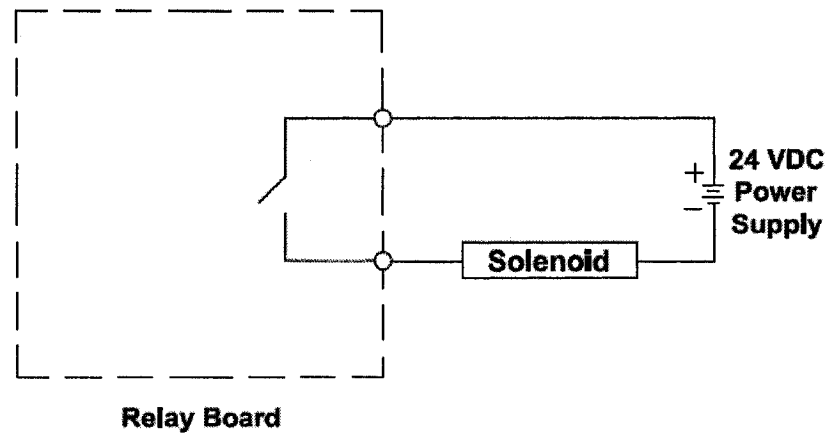 24 VDC
+
Power
−
Supply
Solenoid
Relay Board